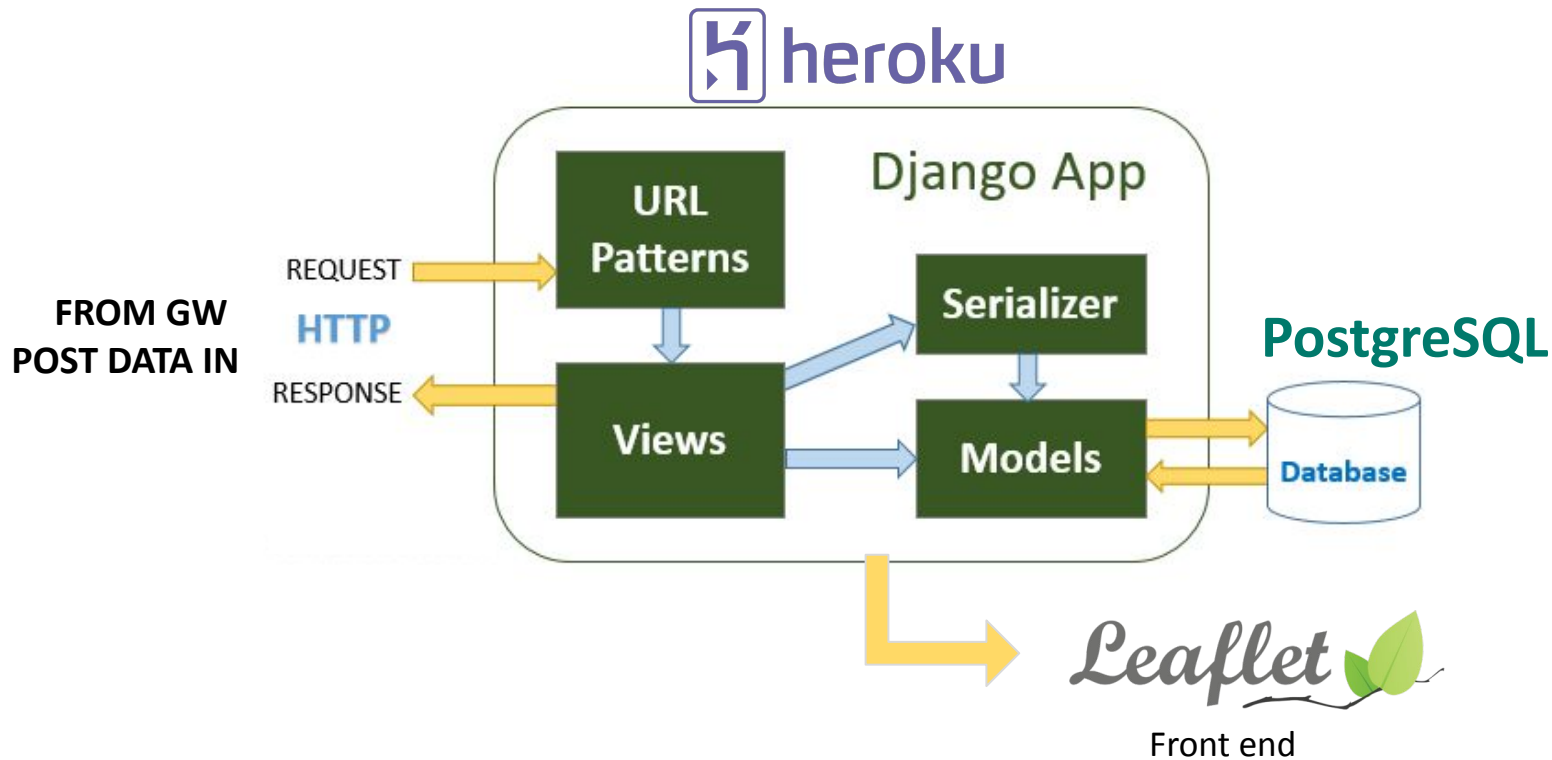 heroku
Django App
URL
Patterns
REQUEST
HTTP
RESPONSE
FROM GW
POST DATA IN
Serializer
Views
Models
PostgreSQL
Database
Leaflet
Front end